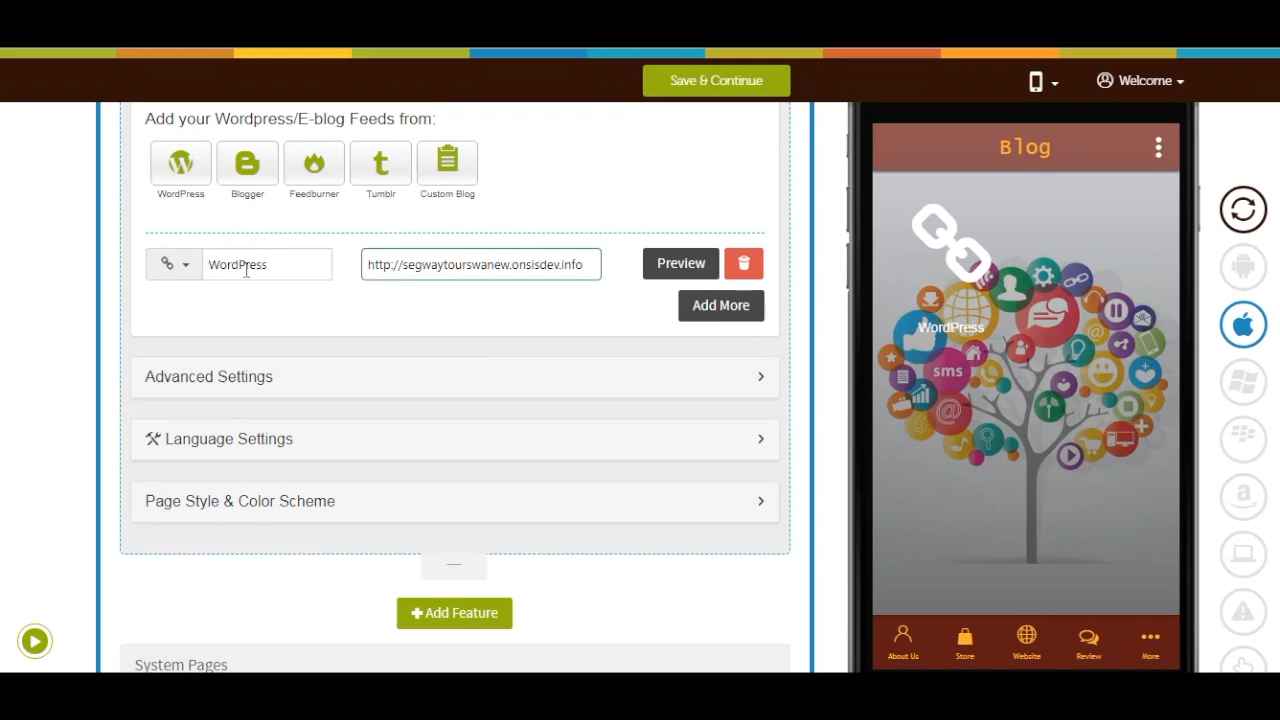 Save & Continue
Welcome
Add your Wordpress/E-blog Feeds from:
WordPress
Blogger
Feedburner
Tumblr
Custom Blog
WordPress
http://segwaytourswanew.onsisdev.info
Preview
Add More
Advanced Settings
Language Settings
Page Style & Color Scheme
Add Feature
System Pages
Blog
WordPress
sms
About Us
Store
Website
Review
More